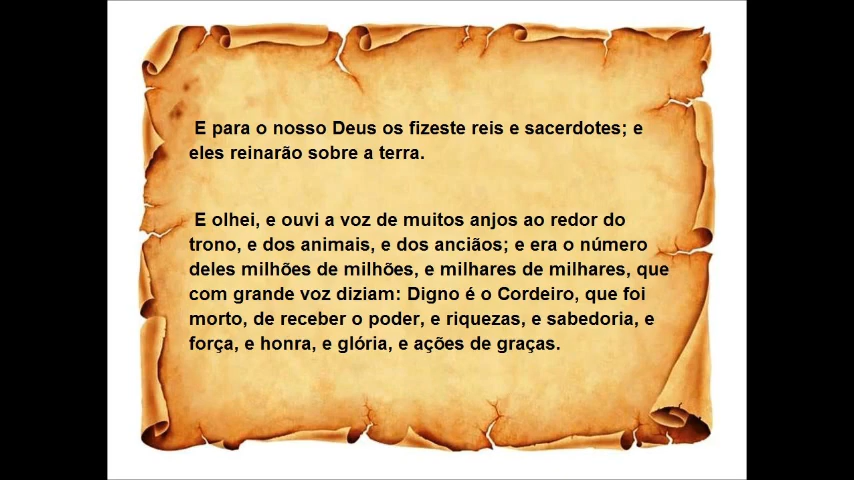 E para o nosso Deus os fizeste reis e sacerdotes; e
eles reinarão sobre a terra.
E olhei, e ouvi a voz de muitos anjos ao redor do
trono, e dos animais, e dos anciãos; e era o número
deles milhões de milhões, e milhares de milhares, que
com grande voz diziam: Digno é o Cordeiro, que foi
morto, de receber o poder, e riquezas, e sabedoria, e
força, e honra, e glória, e ações de graças.